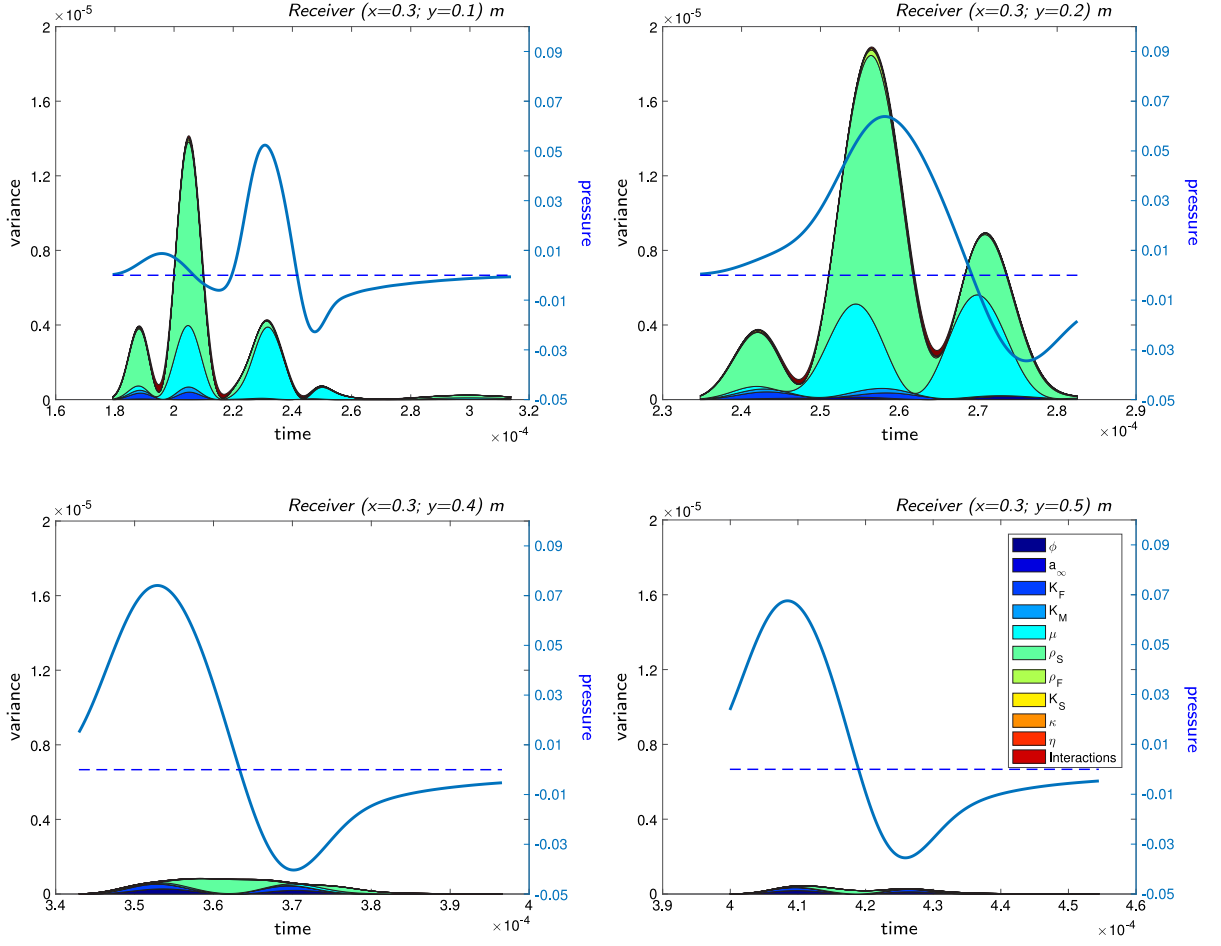 ×10⁻⁵ Receiver (x=0.3; y=0.1) m
2
1.6
1.2
0.8
0.4
0
variance
0.09
0.07
0.05
0.03
0.01
-0.01
-0.03
-0.05
pressure
1.6 1.8 2 2.2 2.4 2.6 2.8 3 3.2
time ×10⁻⁴
×10⁻⁵ Receiver (x=0.3; y=0.2) m
2
1.6
1.2
0.8
0.4
0
variance
0.09
0.07
0.05
0.03
0.01
-0.01
-0.03
-0.05
pressure
2.3 2.4 2.5 2.6 2.7 2.8 2.9
time ×10⁻⁴
×10⁻⁵ Receiver (x=0.3; y=0.4) m
2
1.6
1.2
0.8
0.4
0
variance
0.09
0.07
0.05
0.03
0.01
-0.01
-0.03
-0.05
pressure
3.4 3.5 3.6 3.7 3.8 3.9 4
time ×10⁻⁴
×10⁻⁵ Receiver (x=0.3; y=0.5) m
2
1.6
1.2
0.8
0.4
0
variance
ϕ
a_∞
K_F
K_M
μ
ρ_S
ρ_F
K_S
κ
η
Interactions
0.09
0.07
0.05
0.03
0.01
-0.01
-0.03
-0.05
pressure
3.9 4 4.1 4.2 4.3 4.4 4.5 4.6
time ×10⁻⁴